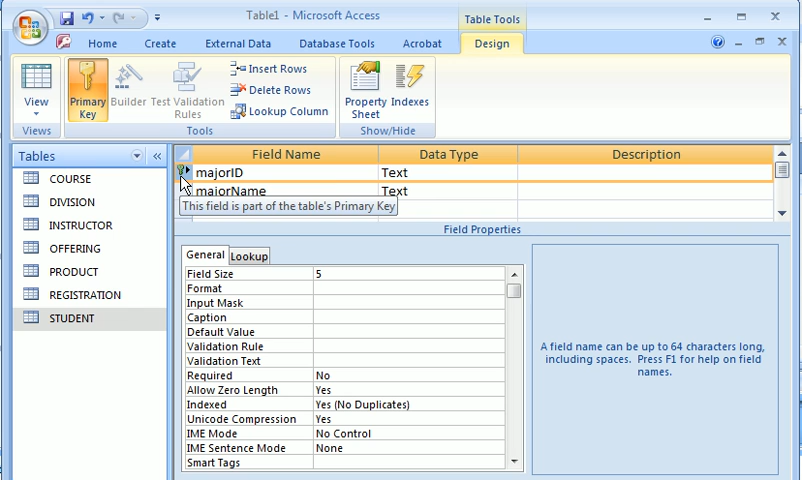 Table1 - Microsoft Access
Table Tools
Home
Create
External Data
Database Tools
Acrobat
Design
View
Primary Key
Builder
Test Validation Rules
Insert Rows
Delete Rows
Lookup Column
Property Sheet
Indexes
Views
Tools
Show/Hide
Tables
COURSE
DIVISION
INSTRUCTOR
OFFERING
PRODUCT
REGISTRATION
STUDENT
Field Name Data Type Description
majorID Text
majorName Text
This field is part of the table's Primary Key
Field Properties
General Lookup
Field Size 5
Format
Input Mask
Caption
Default Value
Validation Rule
Validation Text
Required No
Allow Zero Length Yes
Indexed Yes (No Duplicates)
Unicode Compression Yes
IME Mode No Control
IME Sentence Mode None
Smart Tags
A field name can be up to 64 characters long,
including spaces. Press F1 for help on field
names.